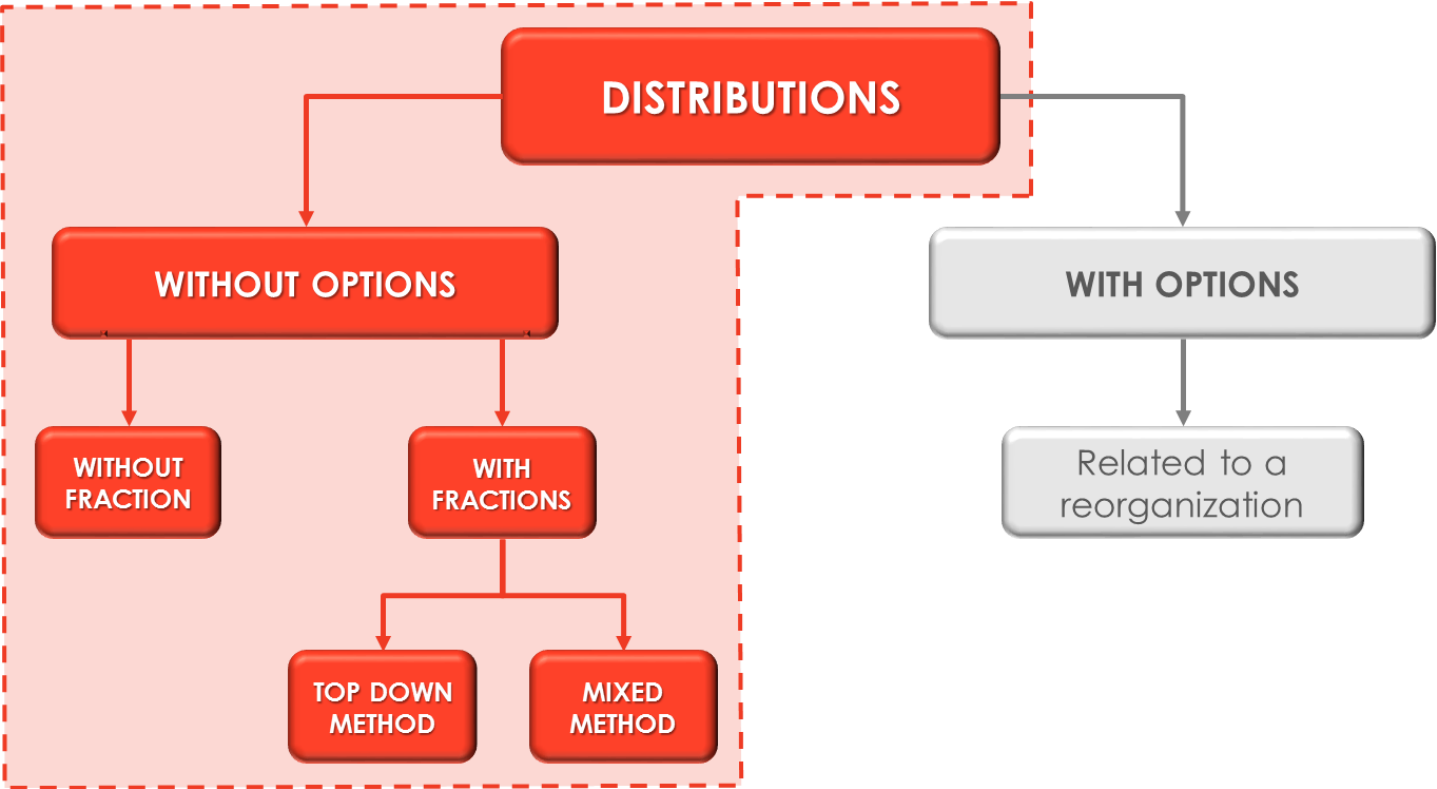 DISTRIBUTIONS
WITHOUT OPTIONS
WITH OPTIONS
WITHOUT
FRACTION
WITH
FRACTIONS
Related to a
reorganization
TOP DOWN
METHOD
MIXED
METHOD